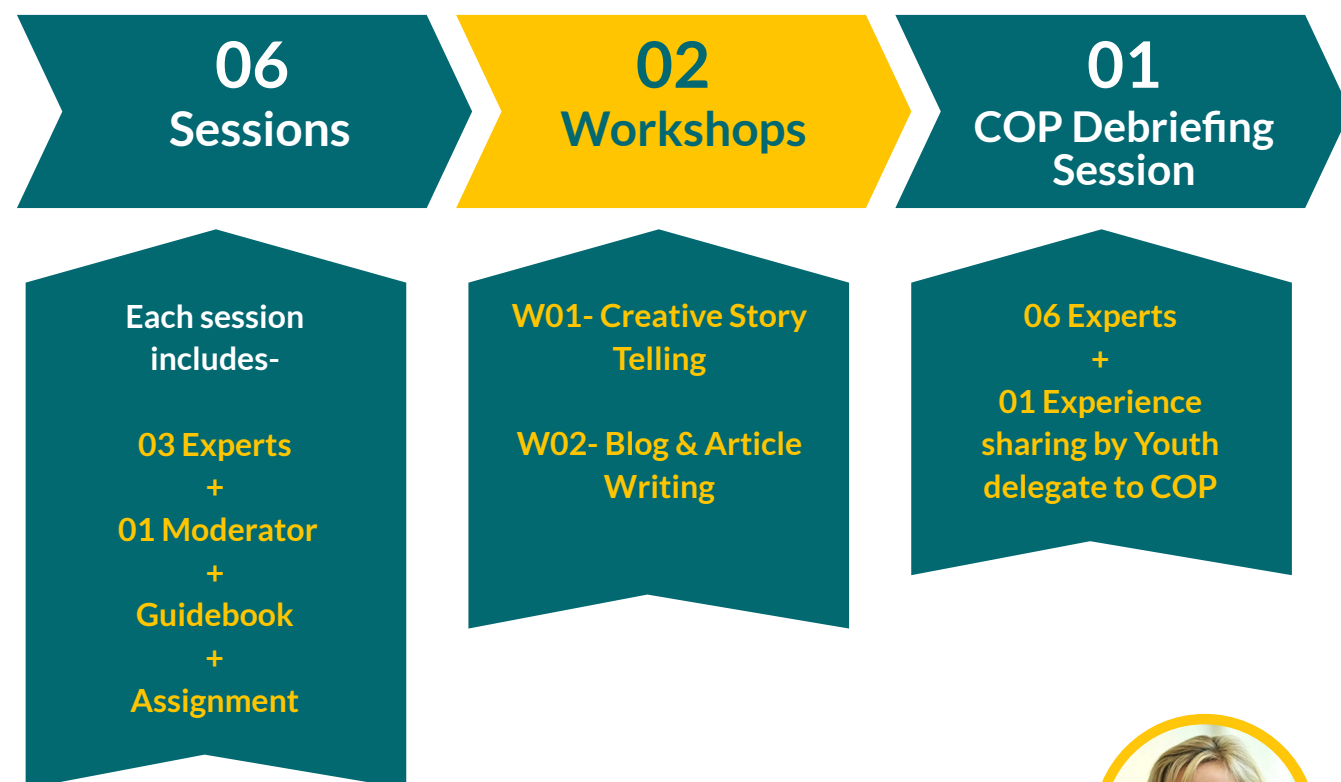 06
Sessions
02
Workshops
01
COP Debriefing
Session
Each session
includes-
03 Experts
+
01 Moderator
+
Guidebook
+
Assignment
W01- Creative Story
Telling
W02- Blog & Article
Writing
06 Experts
+
01 Experience
sharing by Youth
delegate to COP